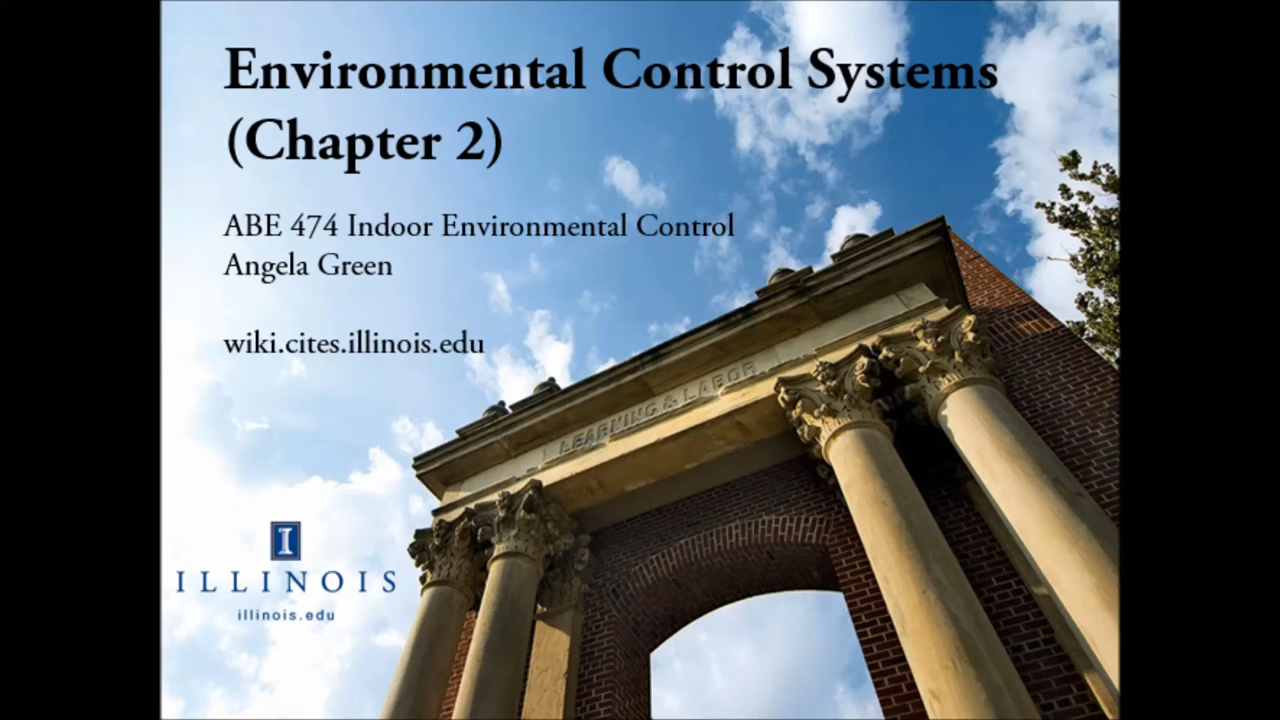 Environmental Control Systems
(Chapter 2)
ABE 474 Indoor Environmental Control
Angela Green
wiki.cites.illinois.edu
LEARNING & LABOR
I
ILLINOIS
illinois.edu